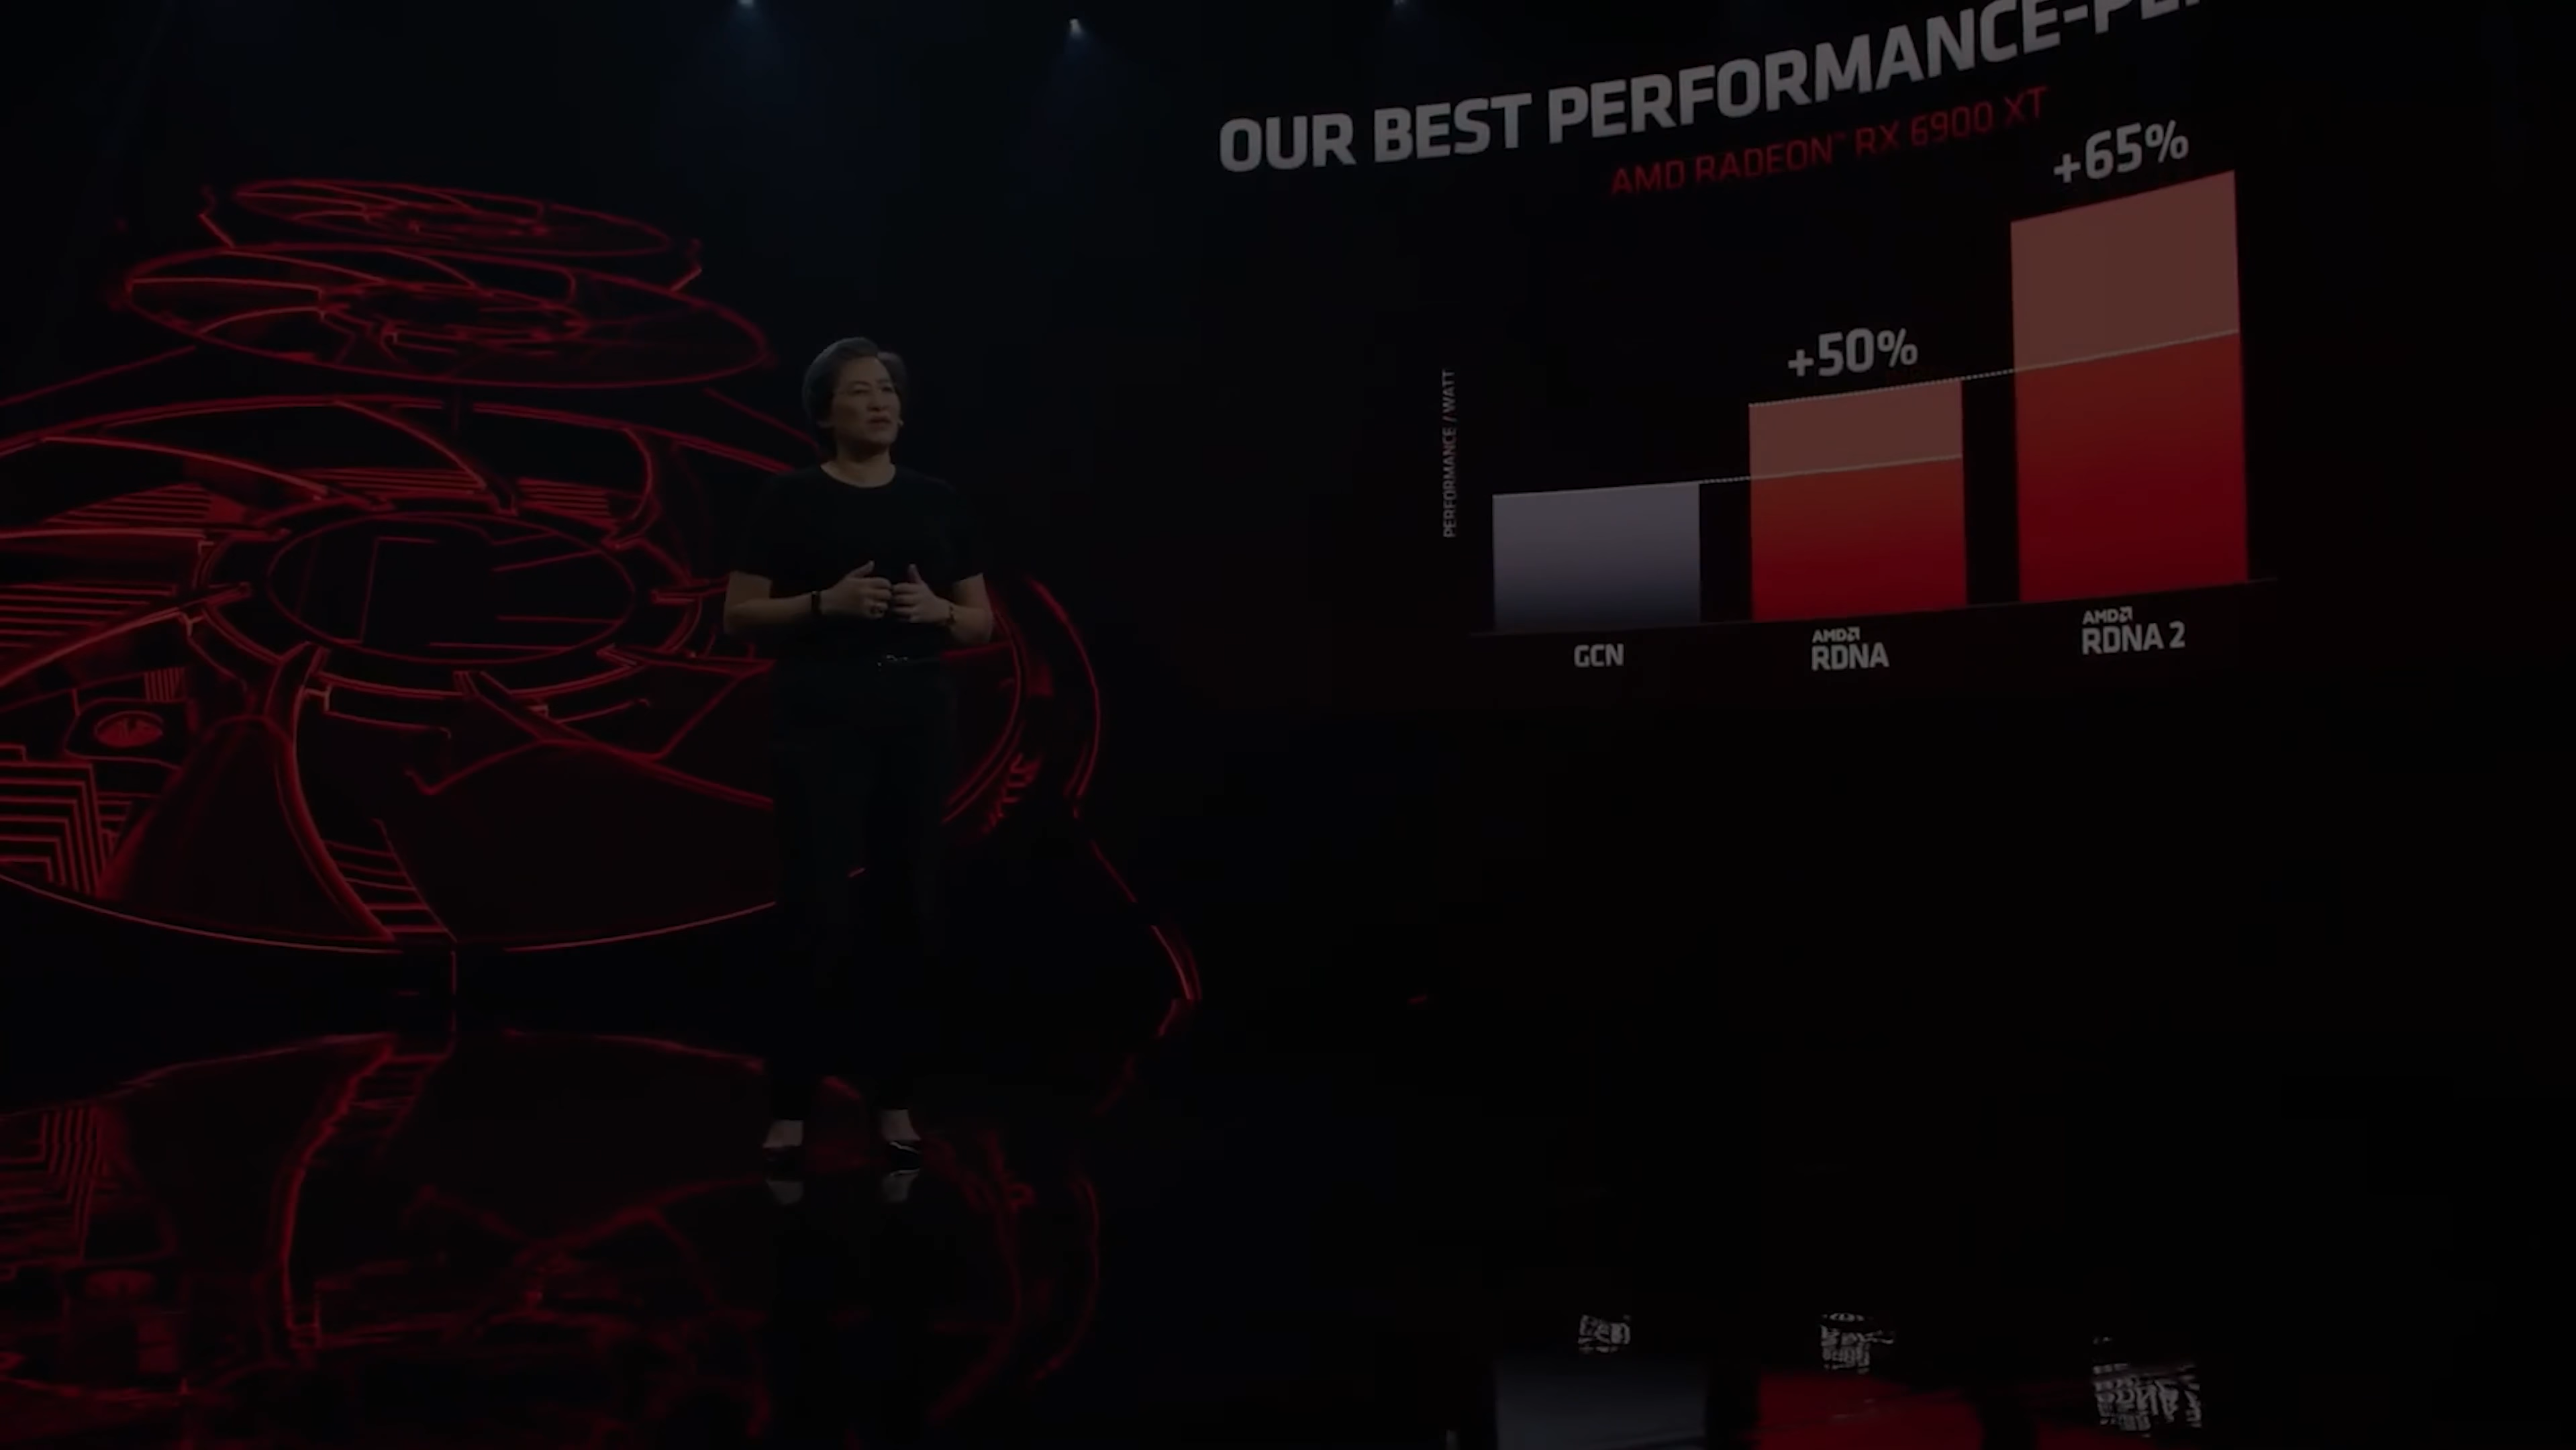 OUR BEST PERFORMANCE-PE
AMD RADEON™ RX 6900 XT
+65%
+50%
PERFORMANCE / WATT
GCN
AMD
RDNA
AMD
RDNA 2